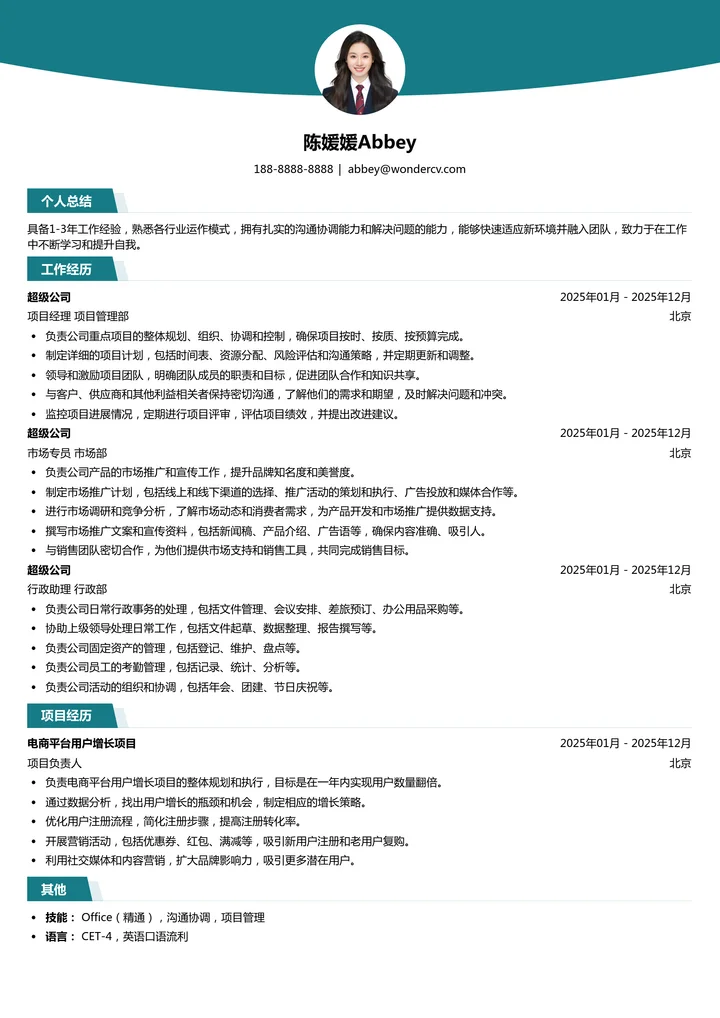 陈媛媛Abbey
188-8888-8888 | abbey@wondercv.com
个人总结
具备1-3年工作经验，熟悉各行业运作模式，拥有扎实的沟通协调能力和解决问题的能力，能够快速适应新环境并融入团队，致力于在工作
中不断学习和提升自我。
工作经历
超级公司 2025年01月 - 2025年12月
项目经理 项目管理部 北京
• 负责公司重点项目的整体规划、组织、协调和控制，确保项目按时、按质、按预算完成。
• 制定详细的项目计划，包括时间表、资源分配、风险评估和沟通策略，并定期更新和调整。
• 领导和激励项目团队，明确团队成员的职责和目标，促进团队合作和知识共享。
• 与客户、供应商和其他利益相关者保持密切沟通，了解他们的需求和期望，及时解决问题和冲突。
• 监控项目进展情况，定期进行项目评审，评估项目绩效，并提出改进建议。
超级公司 2025年01月 - 2025年12月
市场专员 市场部 北京
• 负责公司产品的市场推广和宣传工作，提升品牌知名度和美誉度。
• 制定市场推广计划，包括线上和线下渠道的选择、推广活动的策划和执行、广告投放和媒体合作等。
• 进行市场调研和竞争分析，了解市场动态和消费者需求，为产品开发和市场推广提供数据支持。
• 撰写市场推广文案和宣传资料，包括新闻稿、产品介绍、广告语等，确保内容准确、吸引人。
• 与销售团队密切合作，为他们提供市场支持和销售工具，共同完成销售目标。
超级公司 2025年01月 - 2025年12月
行政助理 行政部 北京
• 负责公司日常行政事务的处理，包括文件管理、会议安排、差旅预订、办公用品采购等。
• 协助上级领导处理日常工作，包括文件起草、数据整理、报告撰写等。
• 负责公司固定资产的管理，包括登记、维护、盘点等。
• 负责公司员工的考勤管理，包括记录、统计、分析等。
• 负责公司活动的组织和协调，包括年会、团建、节日庆祝等。
项目经历
电商平台用户增长项目 2025年01月 - 2025年12月
项目负责人 北京
• 负责电商平台用户增长项目的整体规划和执行，目标是在一年内实现用户数量翻倍。
• 通过数据分析，找出用户增长的瓶颈和机会，制定相应的增长策略。
• 优化用户注册流程，简化注册步骤，提高注册转化率。
• 开展营销活动，包括优惠券、红包、满减等，吸引新用户注册和老用户复购。
• 利用社交媒体和内容营销，扩大品牌影响力，吸引更多潜在用户。
其他
• 技能： Office（精通），沟通协调，项目管理
• 语言： CET-4，英语口语流利